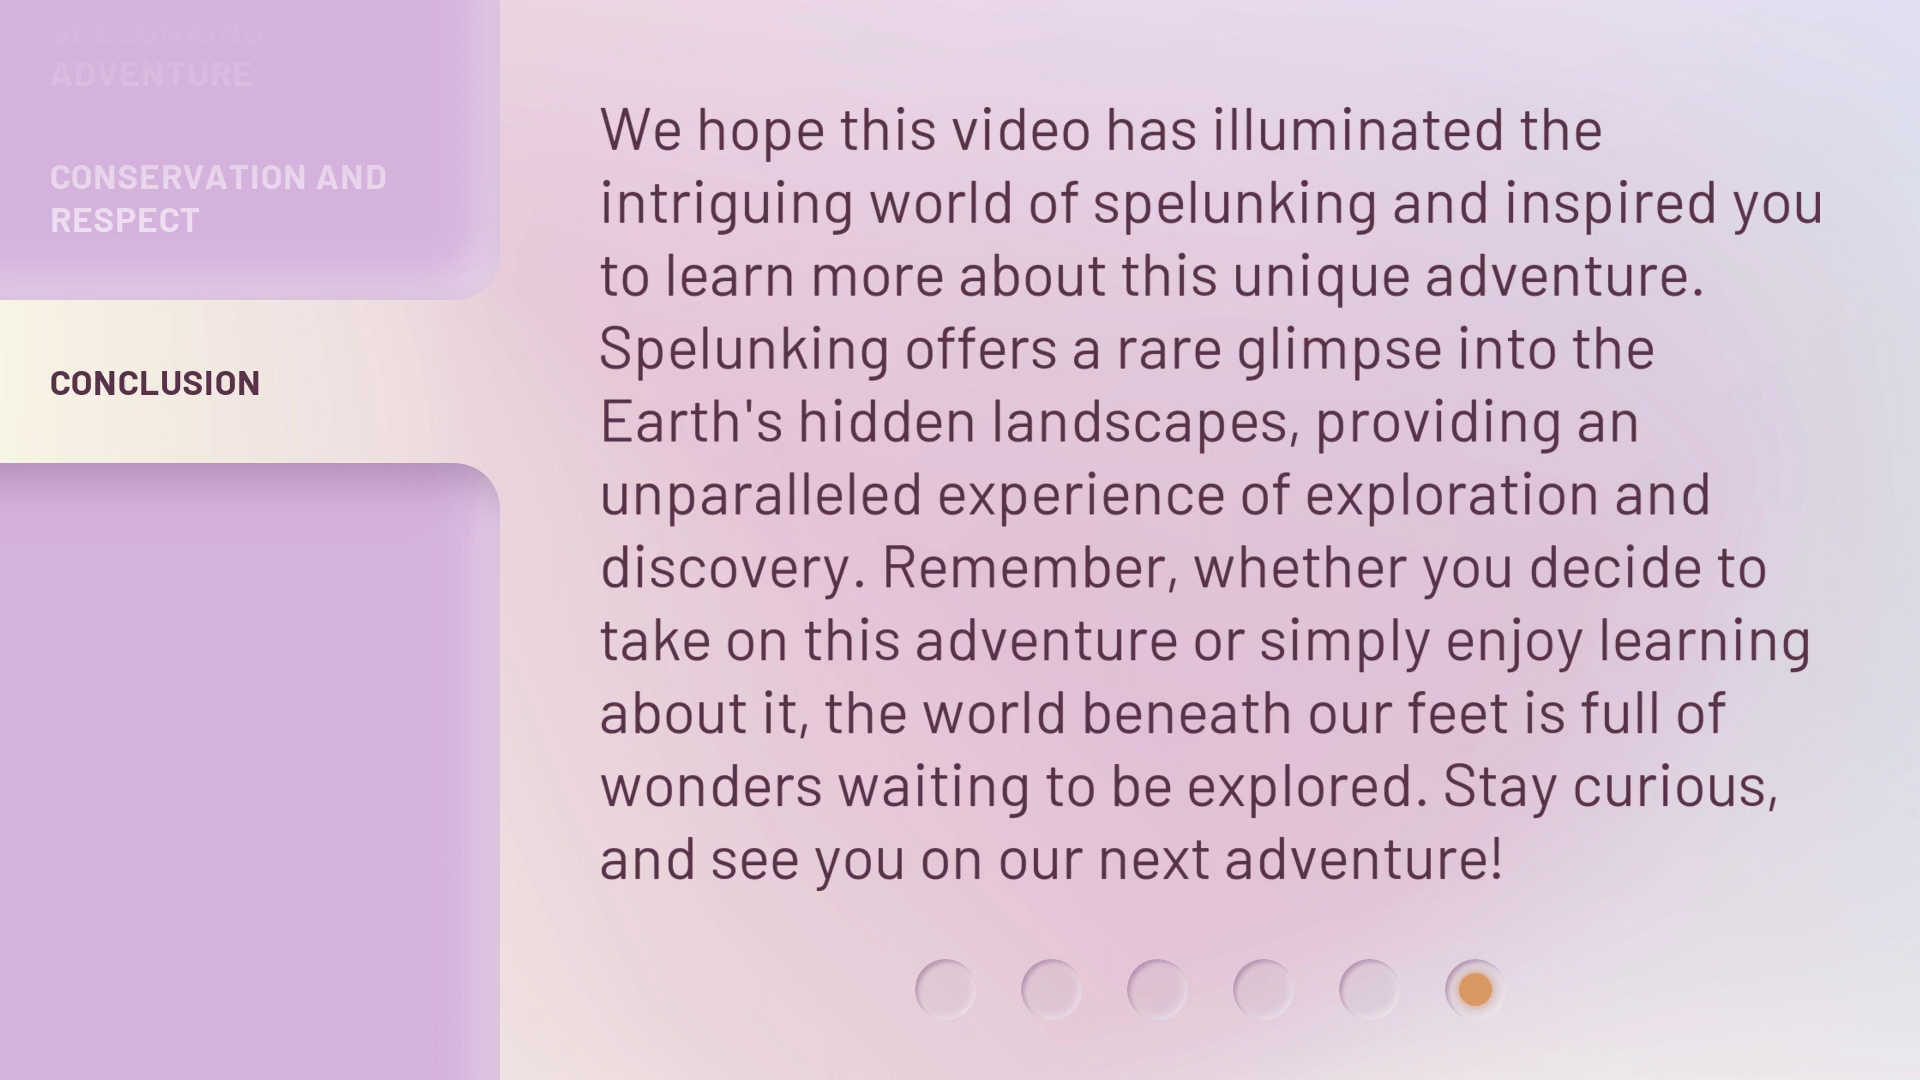 SPELUNKING
ADVENTURE
CONSERVATION AND
RESPECT
CONCLUSION
We hope this video has illuminated the
intriguing world of spelunking and inspired you
to learn more about this unique adventure.
Spelunking offers a rare glimpse into the
Earth's hidden landscapes, providing an
unparalleled experience of exploration and
discovery. Remember, whether you decide to
take on this adventure or simply enjoy learning
about it, the world beneath our feet is full of
wonders waiting to be explored. Stay curious,
and see you on our next adventure!